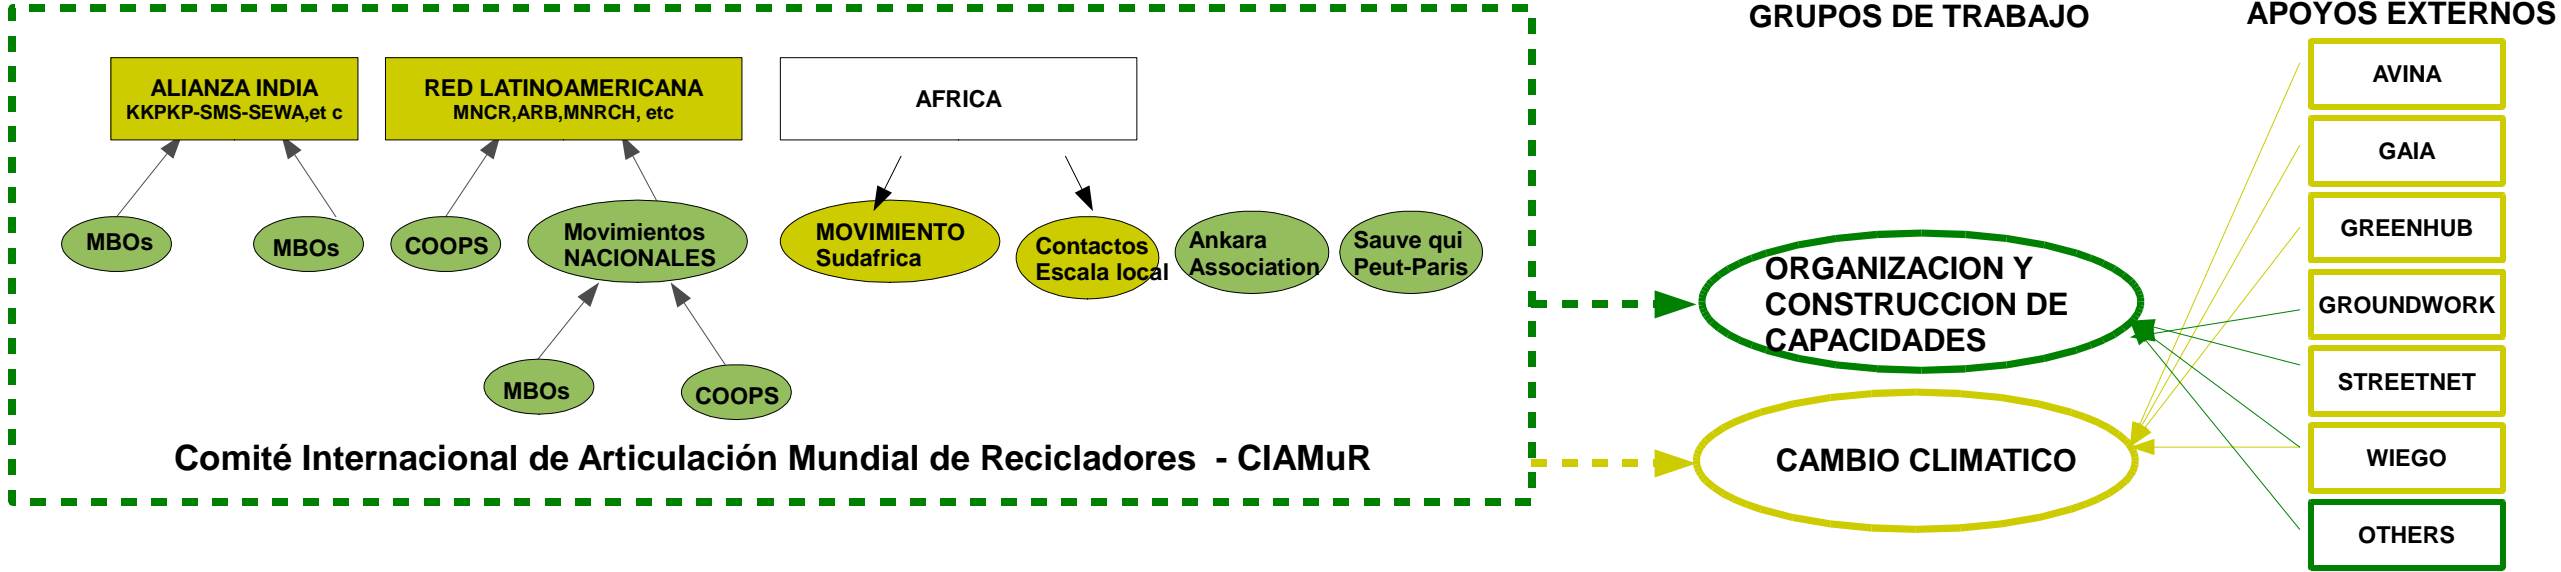 GRUPOS DE TRABAJO
APOYOS EXTERNOS
ALIANZA INDIA
KKPKP-SMS-SEWA,et c
RED LATINOAMERICANA
MNCR,ARB,MNRCH, etc
AFRICA
MBOs
MBOs
COOPS
Movimientos
NACIONALES
MOVIMIENTO
Sudafrica
Contactos
Escala local
Ankara
Association
Sauve qui
Peut-Paris
MBOs
COOPS
Comité Internacional de Articulación Mundial de Recicladores - CIAMuR
ORGANIZACION Y
CONSTRUCCION DE
CAPACIDADES
CAMBIO CLIMATICO
AVINA
GAIA
GREENHUB
GROUNDWORK
STREETNET
WIEGO
OTHERS